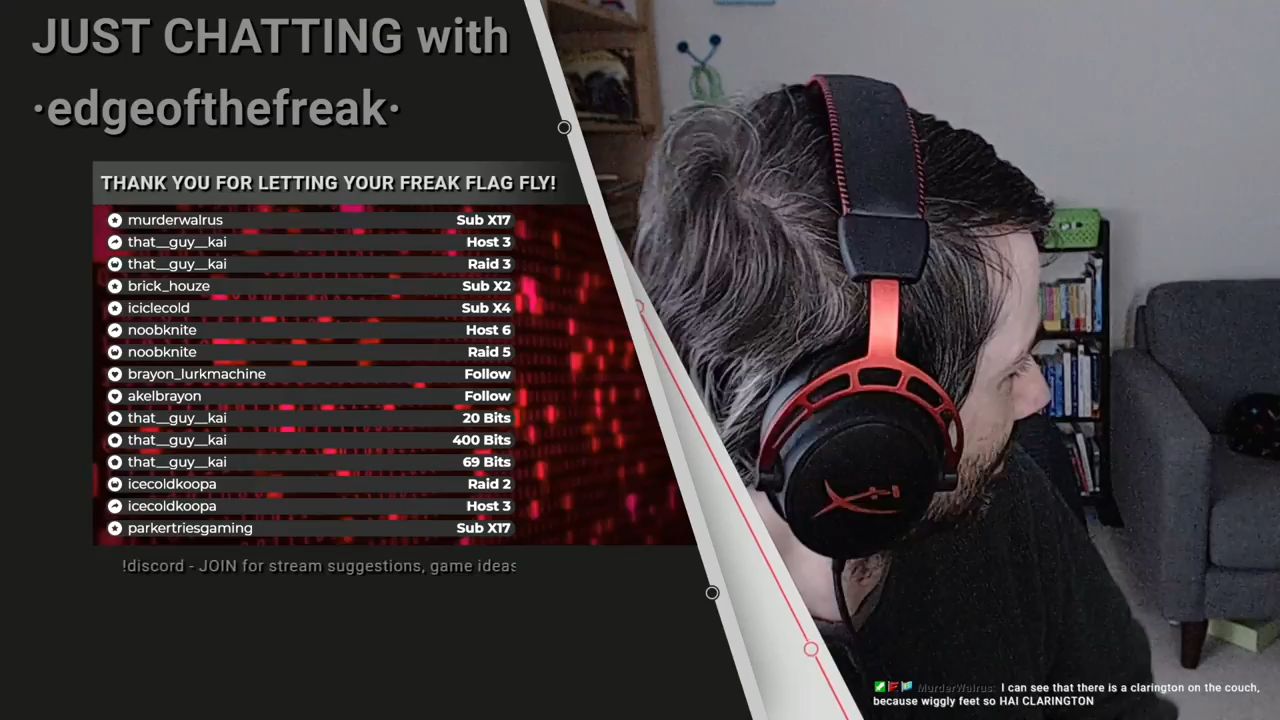 JUST CHATTING with
·edgeofthefreak·
THANK YOU FOR LETTING YOUR FREAK FLAG FLY!
murderwalrus Sub X17
that__guy__kai Host 3
that__guy__kai Raid 3
brick_houze Sub X2
iciclecold Sub X4
noobknite Host 6
noobknite Raid 5
brayon_lurkmachine Follow
akelbrayon Follow
that__guy__kai 20 Bits
that__guy__kai 400 Bits
that__guy__kai 69 Bits
icecoldkoopa Raid 2
icecoldkoopa Host 3
parkertriesgaming Sub X17
!discord - JOIN for stream suggestions, game ideas
MurderWalrus: I can see that there is a clarington on the couch,
because wiggly feet so HAI CLARINGTON